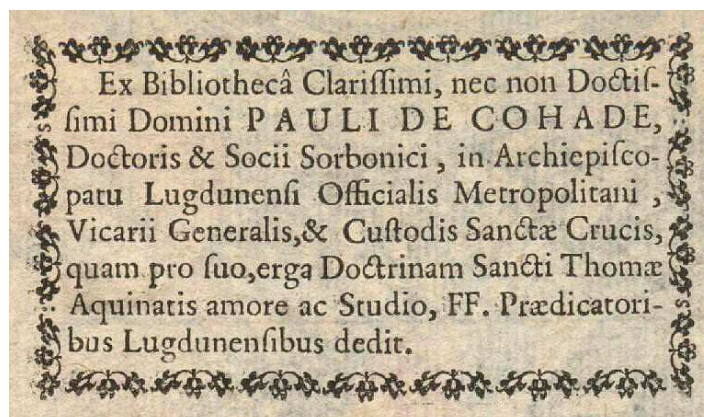 Ex Bibliothecâ Clariſſimi, nec non Doctiſ-
ſimi Domini PAULI DE COHADE,
Doctoris & Socii Sorbonici, in Archiepiſco-
patu Lugdunenſi Officialis Metropolitani,
Vicarii Generalis,& Cuſtodis Sanctæ Crucis,
quam pro ſuo,erga Doctrinam Sancti Thomæ
Aquinatis amore ac Studio, FF. Prædicatori-
bus Lugdunenſibus dedit.